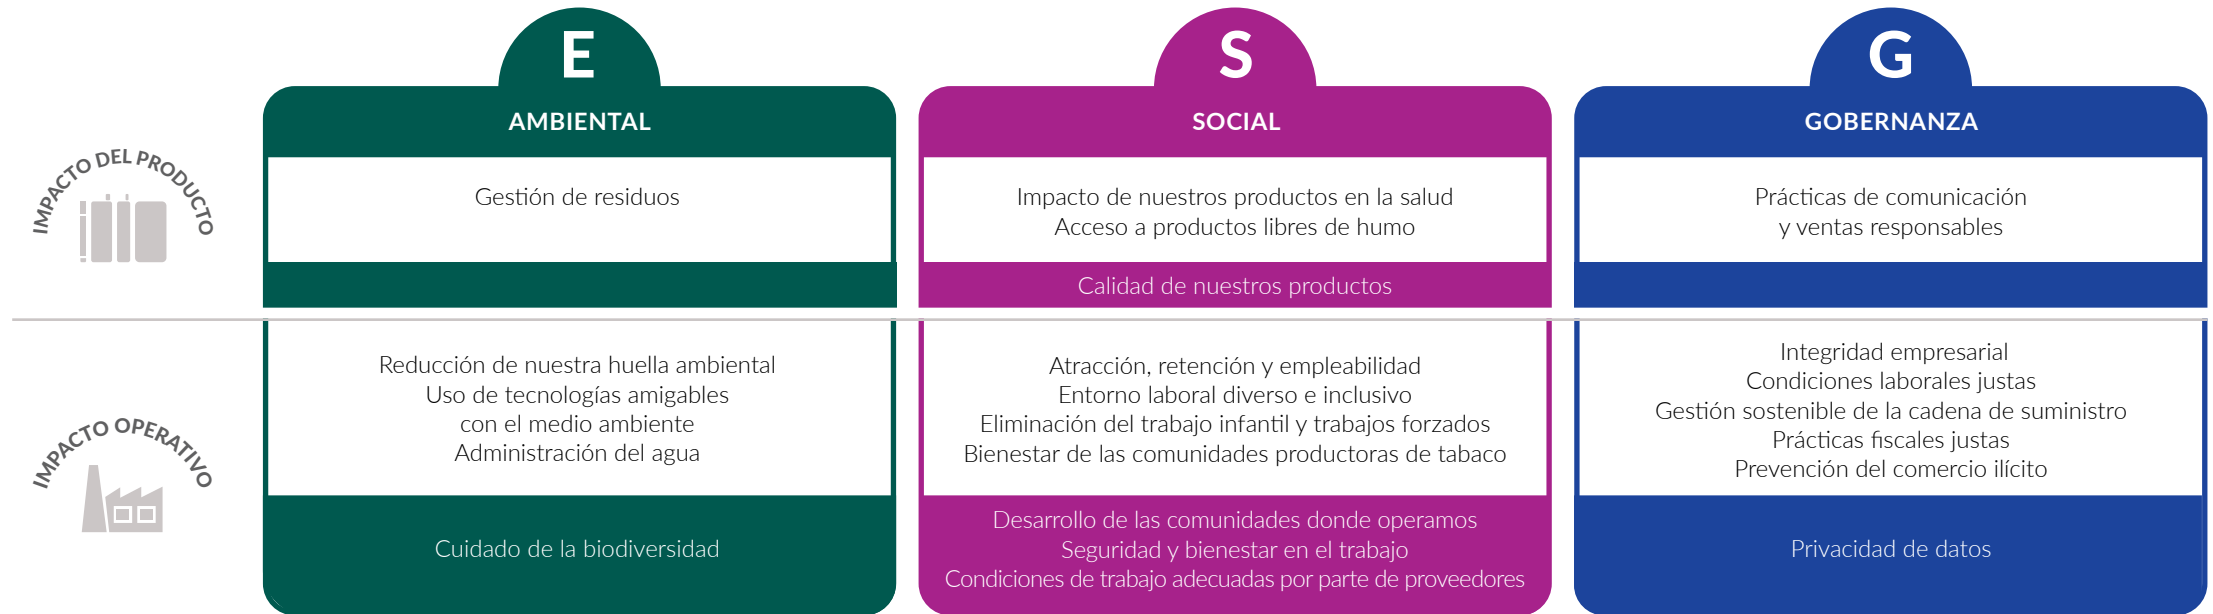 E
AMBIENTAL
S
SOCIAL
G
GOBERNANZA
IMPACTO DEL PRODUCTO
Gestión de residuos
Impacto de nuestros productos en la salud
Acceso a productos libres de humo
Calidad de nuestros productos
Prácticas de comunicación
y ventas responsables
IMPACTO OPERATIVO
Reducción de nuestra huella ambiental
Uso de tecnologías amigables
con el medio ambiente
Administración del agua
Cuidado de la biodiversidad
Atracción, retención y empleabilidad
Entorno laboral diverso e inclusivo
Eliminación del trabajo infantil y trabajos forzados
Bienestar de las comunidades productoras de tabaco
Desarrollo de las comunidades donde operamos
Seguridad y bienestar en el trabajo
Condiciones de trabajo adecuadas por parte de proveedores
Integridad empresarial
Condiciones laborales justas
Gestión sostenible de la cadena de suministro
Prácticas fiscales justas
Prevención del comercio ilícito
Privacidad de datos